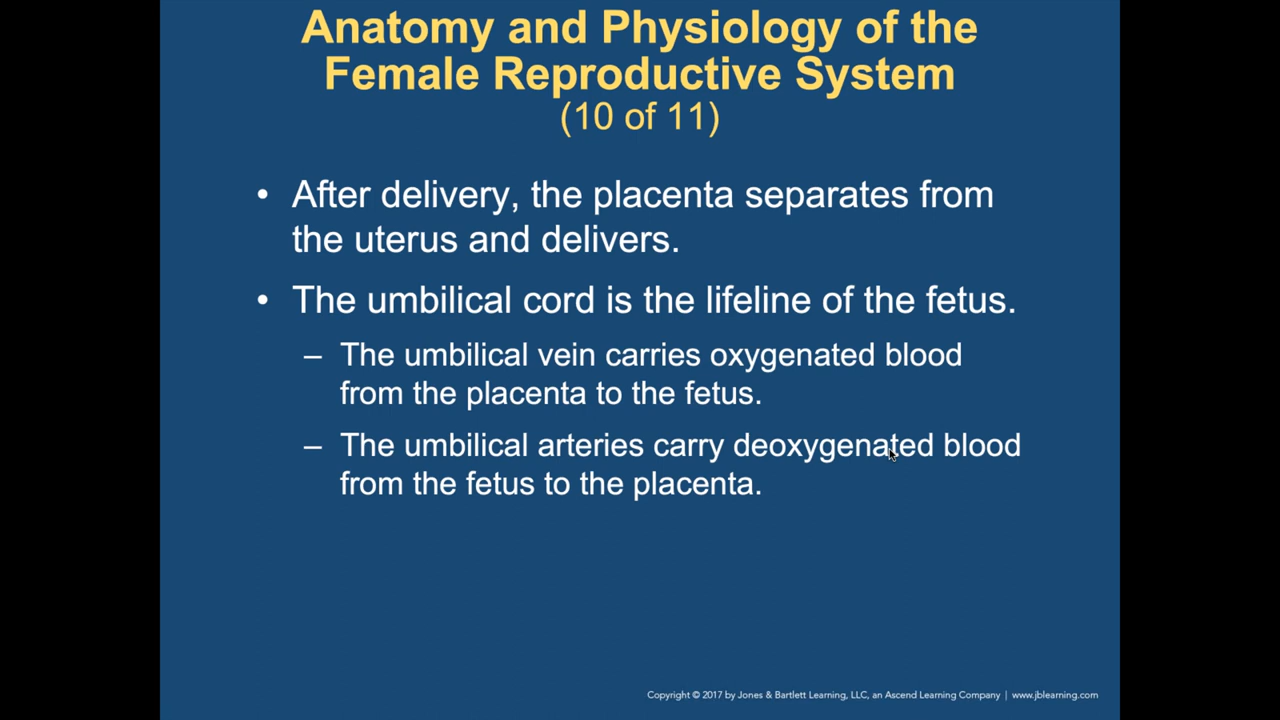 Anatomy and Physiology of the
Female Reproductive System
(10 of 11)
• After delivery, the placenta separates from
the uterus and delivers.
• The umbilical cord is the lifeline of the fetus.
– The umbilical vein carries oxygenated blood
from the placenta to the fetus.
– The umbilical arteries carry deoxygenated blood
from the fetus to the placenta.
Copyright © 2017 by Jones & Bartlett Learning, LLC, an Ascend Learning Company | www.jblearning.com